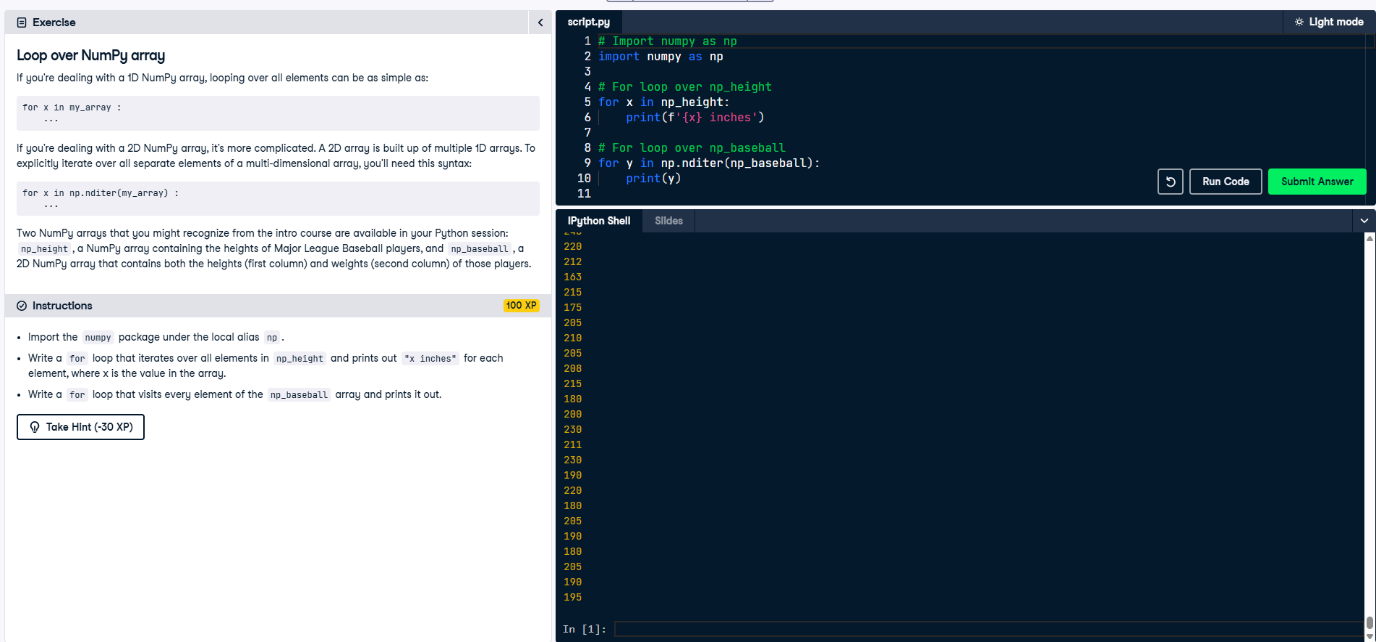 Exercise
Loop over NumPy array
If you're dealing with a 1D NumPy array, looping over all elements can be as simple as:
for x in my_array :
...
If you're dealing with a 2D NumPy array, it's more complicated. A 2D array is built up of multiple 1D arrays. To
explicitly iterate over all separate elements of a multi-dimensional array, you'll need this syntax:
for x in np.nditer(my_array) :
...
Two NumPy arrays that you might recognize from the intro course are available in your Python session:
np_height , a NumPy array containing the heights of Major League Baseball players, and np_baseball , a
2D NumPy array that contains both the heights (first column) and weights (second column) of those players.
Instructions
100 XP
• Import the numpy package under the local alias np .
• Write a for loop that iterates over all elements in np_height and prints out "x inches" for each
element, where x is the value in the array.
• Write a for loop that visits every element of the np_baseball array and prints it out.
Take Hint (-30 XP)
script.py
Light mode
1 # Import numpy as np
2 import numpy as np
3
4 # For loop over np_height
5 for x in np_height:
6     print(f'{x} inches')
7
8 # For loop over np_baseball
9 for y in np.nditer(np_baseball):
10     print(y)
11
Run Code
Submit Answer
IPython Shell
Slides
220
212
163
215
175
205
210
205
208
215
180
200
230
211
230
190
220
180
205
190
180
205
190
195
In [1]: